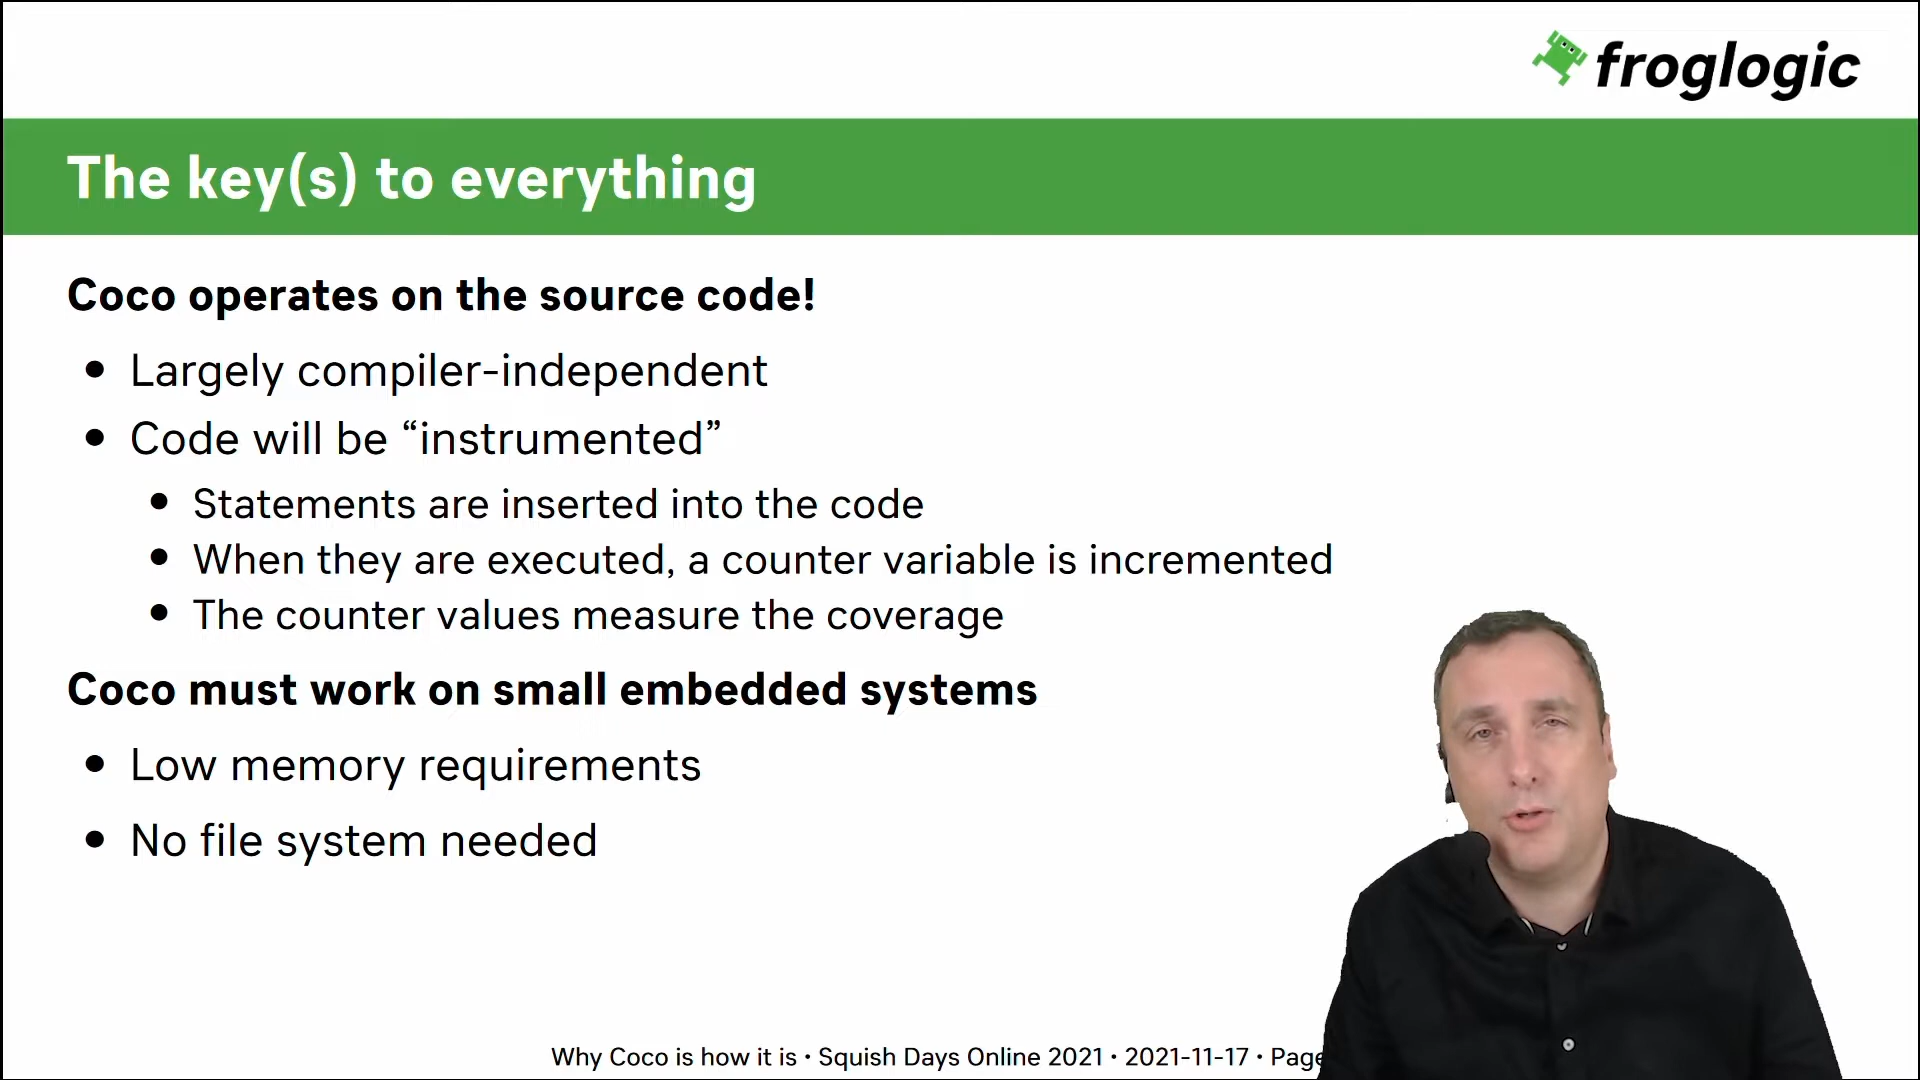 froglogic
The key(s) to everything
Coco operates on the source code!
• Largely compiler-independent
• Code will be “instrumented”
• Statements are inserted into the code
• When they are executed, a counter variable is incremented
• The counter values measure the coverage
Coco must work on small embedded systems
• Low memory requirements
• No file system needed
Why Coco is how it is • Squish Days Online 2021 • 2021-11-17 • Page